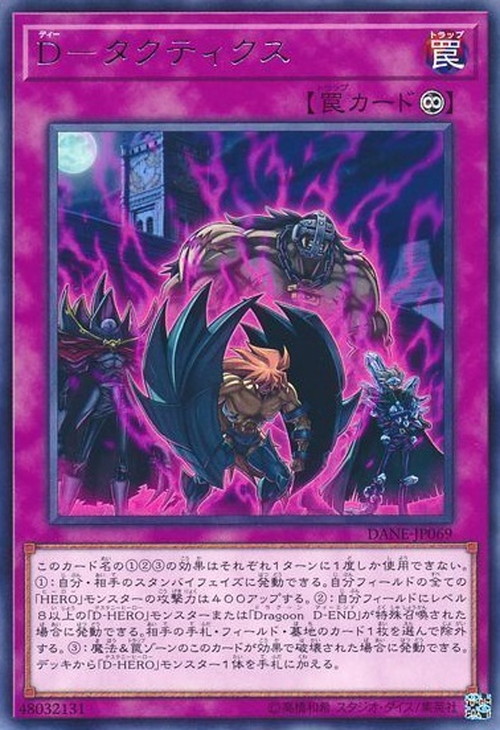 D－タクティクス
ディー
罠
トラップ
【罠カード∞】
トラップ
DANE-JP069
このカード名の①②③の効果はそれぞれ1ターンに1度しか使用できない。
①：自分・相手のスタンバイフェイズに発動できる。自分フィールドの全ての
「HERO」モンスターの攻撃力は400アップする。②：自分フィールドにレベル
8以上の「D-HERO」モンスターまたは「Dragoon D-END」が特殊召喚された
場合に発動できる。相手の手札・フィールド・墓地のカード1枚を選んで除外
する。③：魔法&罠ゾーンのこのカードが効果で破壊された場合に発動できる。
デッキから「D-HERO」モンスター1体を手札に加える。
48032131
©高橋和希 スタジオ・ダイス/集英社